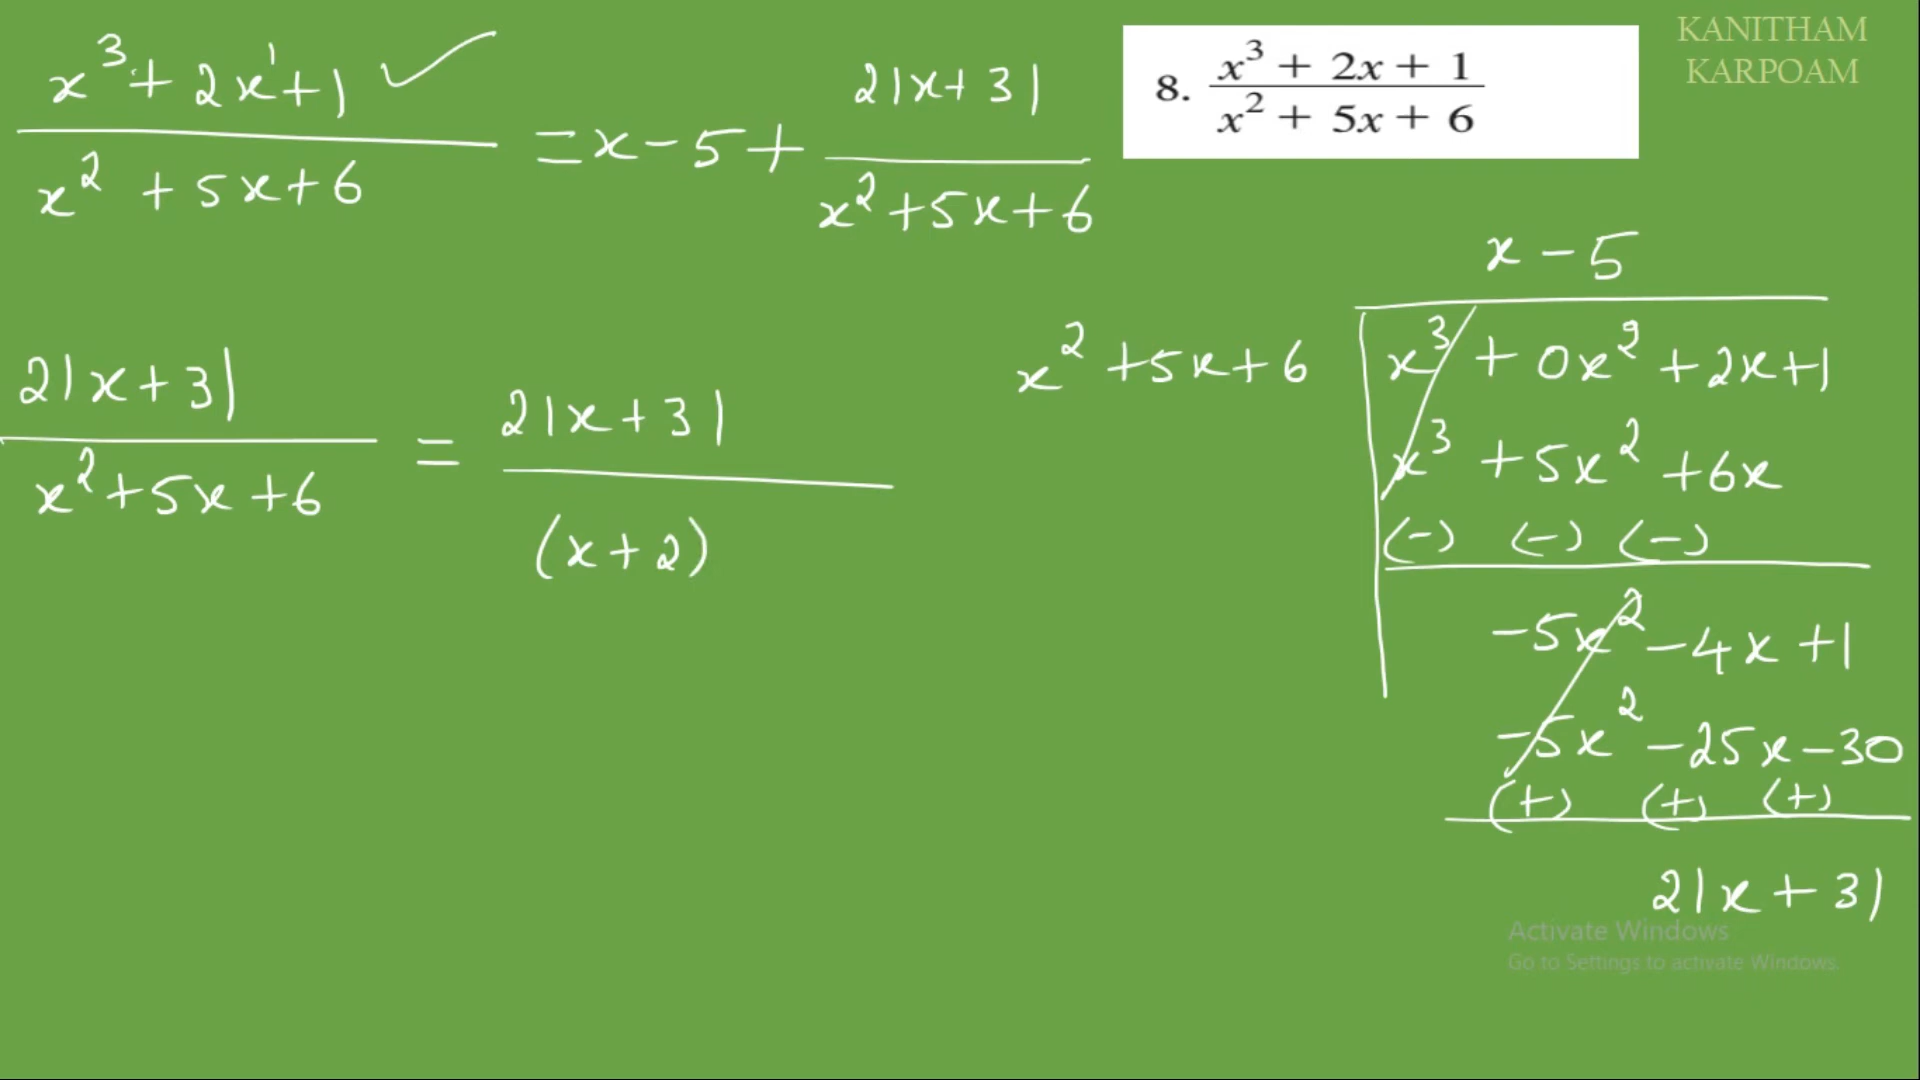 x³ + 2x¹ + 1 / x² + 5x + 6 = x - 5 + 21x + 31 / x² + 5x + 6
8. x³ + 2x + 1 / x² + 5x + 6
KANITHAM
KARPOAM
21x + 31 / x² + 5x + 6 = 21x + 31 / (x + 2)
x - 5
x² + 5x + 6 x³ + 0x² + 2x + 1
x³ + 5x² + 6x
(-) (-) (-)
-5x² - 4x + 1
-5x² - 25x - 30
(+) (+) (+)
21x + 31
Activate Windows
Go to Settings to activate Windows.